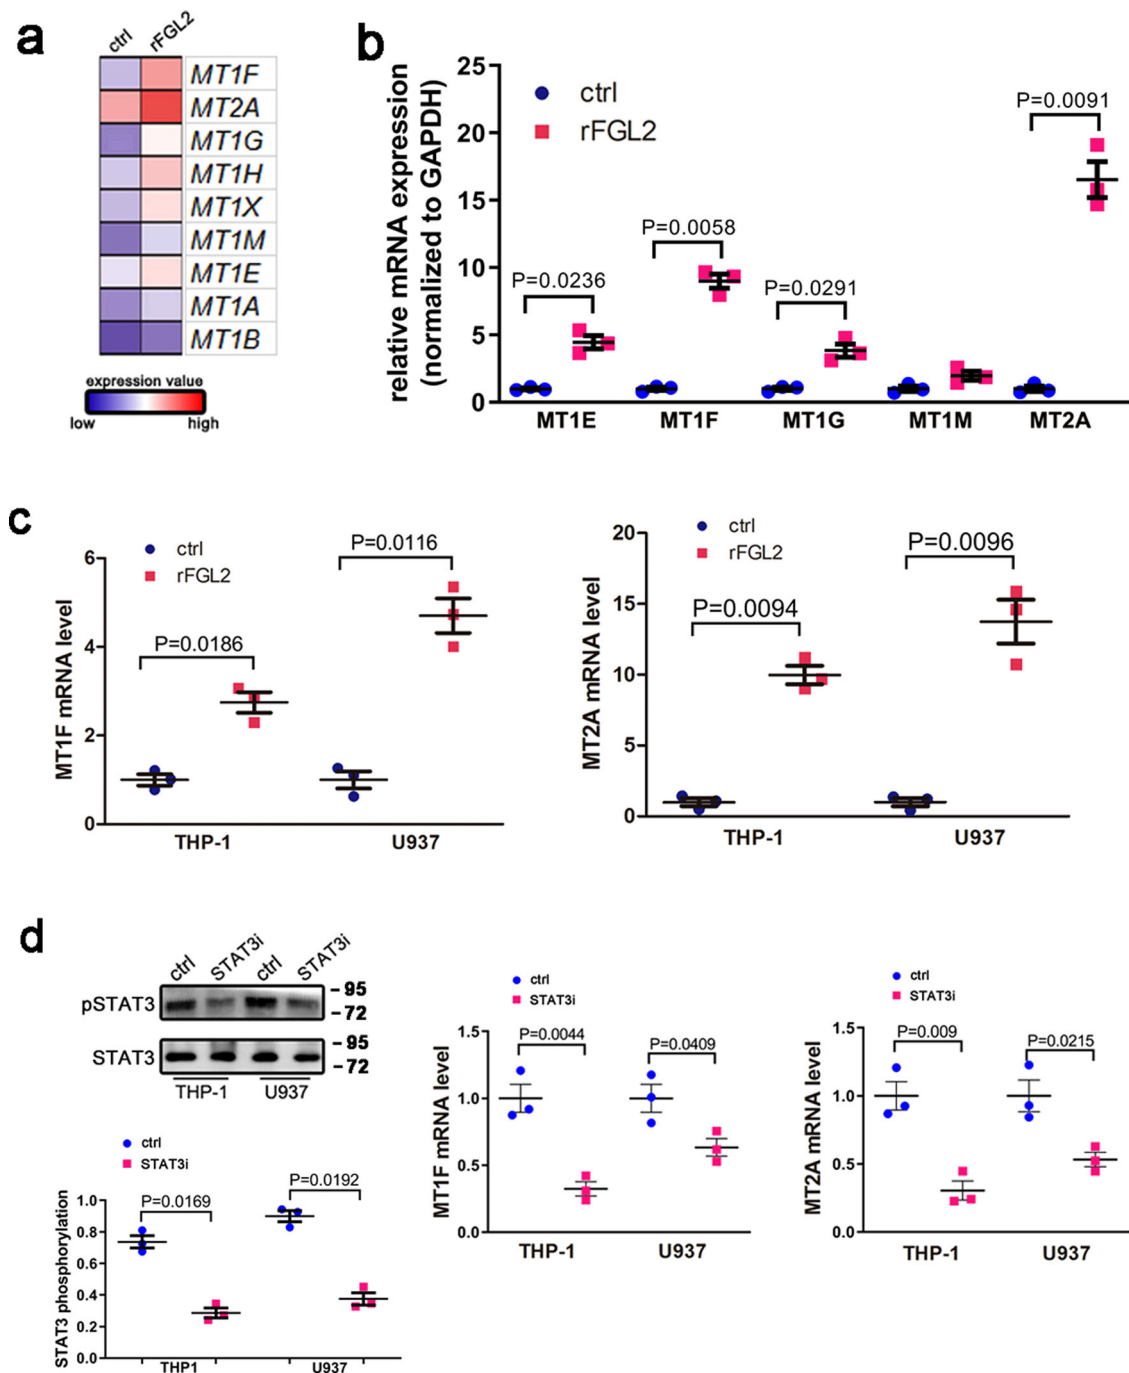 a
ctrl rFGL2
MT1F
MT2A
MT1G
MT1H
MT1X
MT1M
MT1E
MT1A
MT1B
expression value
low high
b
relative mRNA expression
(normalized to GAPDH)
25
20
15
10
5
0
ctrl
rFGL2
P=0.0236
P=0.0058
P=0.0291
P=0.0091
MT1E MT1F MT1G MT1M MT2A
c
MT1F mRNA level
6
4
2
0
ctrl
rFGL2
P=0.0186
P=0.0116
THP-1 U937
MT2A mRNA level
20
15
10
5
0
ctrl
rFGL2
P=0.0094
P=0.0096
THP-1 U937
d
ctrl STAT3i ctrl STAT3i
pSTAT3
-95
-72
STAT3
-95
-72
THP-1 U937
ctrl
STAT3i
STAT3 phosphorylation
1.0
0.8
0.6
0.4
0.2
0.0
P=0.0169
P=0.0192
THP1 U937
ctrl
STAT3i
MT1F mRNA level
1.5
1.0
0.5
0.0
P=0.0044
P=0.0409
THP-1 U937
ctrl
STAT3i
MT2A mRNA level
1.5
1.0
0.5
0.0
P=0.009
P=0.0215
THP-1 U937